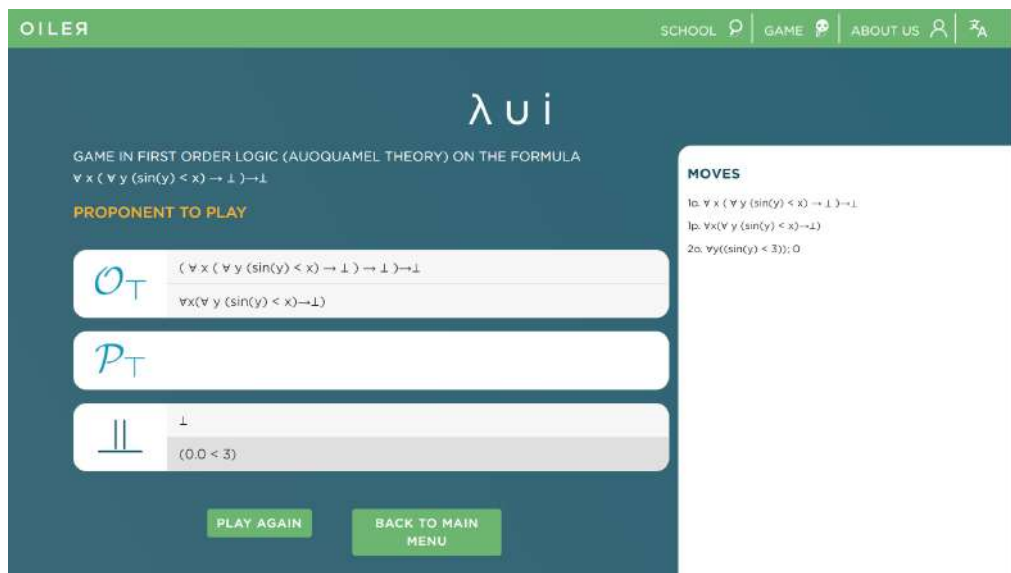 OILEЯ
SCHOOL GAME ABOUT US
λ u i
GAME IN FIRST ORDER LOGIC (AUOQUAMEL THEORY) ON THE FORMULA
∀ x ( ∀ y (sin(y) < x) → ⊥ )→⊥
PROPONENT TO PLAY
𝒪⊤
( ∀ x ( ∀ y (sin(y) < x) → ⊥ ) → ⊥ )→⊥
∀x(∀ y (sin(y) < x)→⊥)
𝒫⊤
⫫
⊥
(0.0 < 3)
PLAY AGAIN
BACK TO MAIN
MENU
MOVES
1o. ∀ x ( ∀ y (sin(y) < x) → ⊥ )→⊥
1p. ∀x(∀ y (sin(y) < x)→⊥)
2o. ∀y((sin(y) < 3)); 0